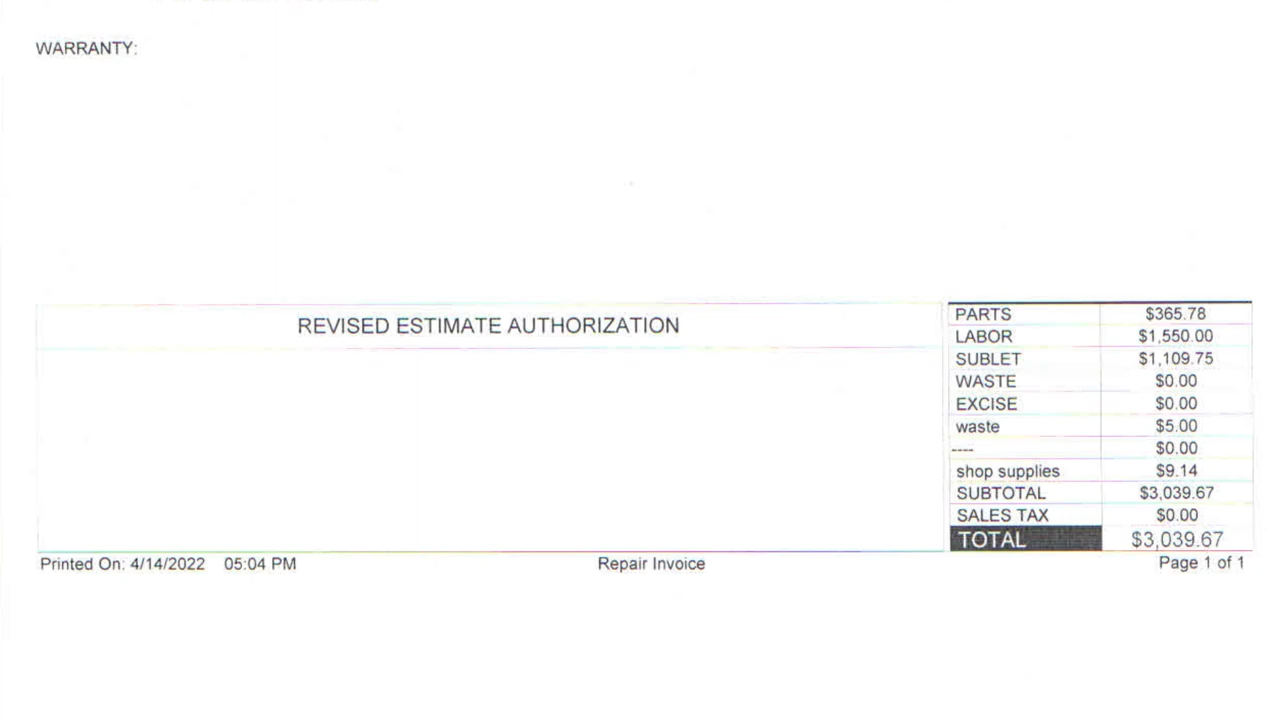 WARRANTY:
REVISED ESTIMATE AUTHORIZATION
PARTS $365.78
LABOR $1,550.00
SUBLET $1,109.75
WASTE $0.00
EXCISE $0.00
waste $5.00
---- $0.00
shop supplies $9.14
SUBTOTAL $3,039.67
SALES TAX $0.00
TOTAL $3,039.67
Printed On: 4/14/2022 05:04 PM Repair Invoice Page 1 of 1